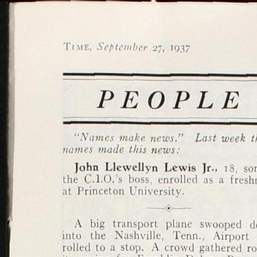 TIME, September 27, 1937
PEOPLE
"Names make news." Last week th
names made this news:
John Llewellyn Lewis Jr., 18, son
the C.I.O.'s boss, enrolled as a freshm
at Princeton University.
A big transport plane swooped d
into the Nashville, Tenn., Airport
rolled to a stop. A crowd gathered ro